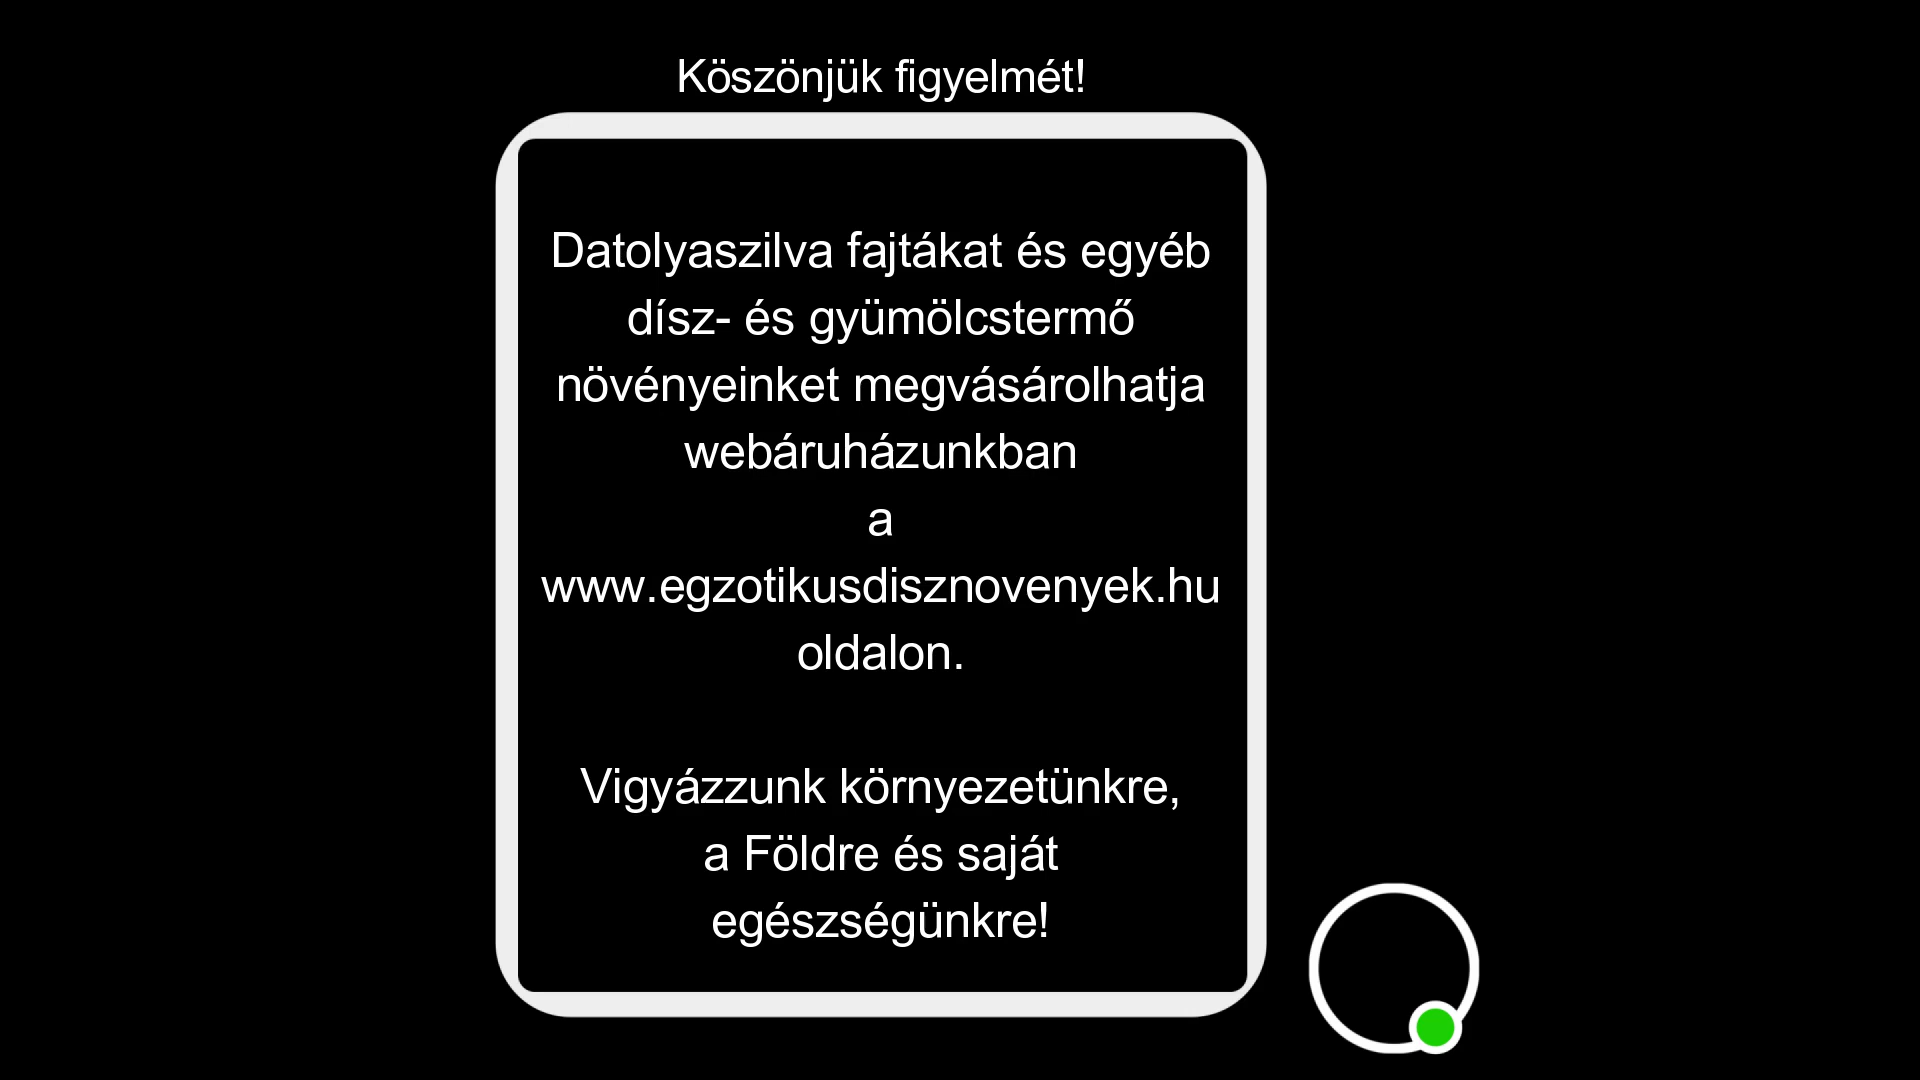 Köszönjük figyelmét!
Datolyaszilva fajtákat és egyéb
dísz- és gyümölcstermő
növényeinket megvásárolhatja
webáruházunkban
a
www.egzotikusdisznovenyek.hu
oldalon.
Vigyázzunk környezetünkre,
a Földre és saját
egészségünkre!